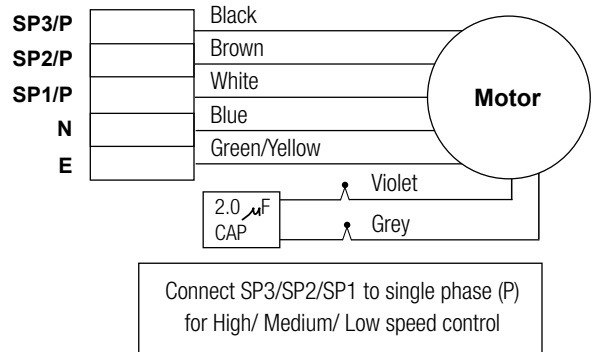 SP3/P Black
SP2/P Brown
SP1/P White
N Blue
E Green/Yellow
Motor
Violet
2.0 μF
CAP
Grey
Connect SP3/SP2/SP1 to single phase (P)
for High/ Medium/ Low speed control